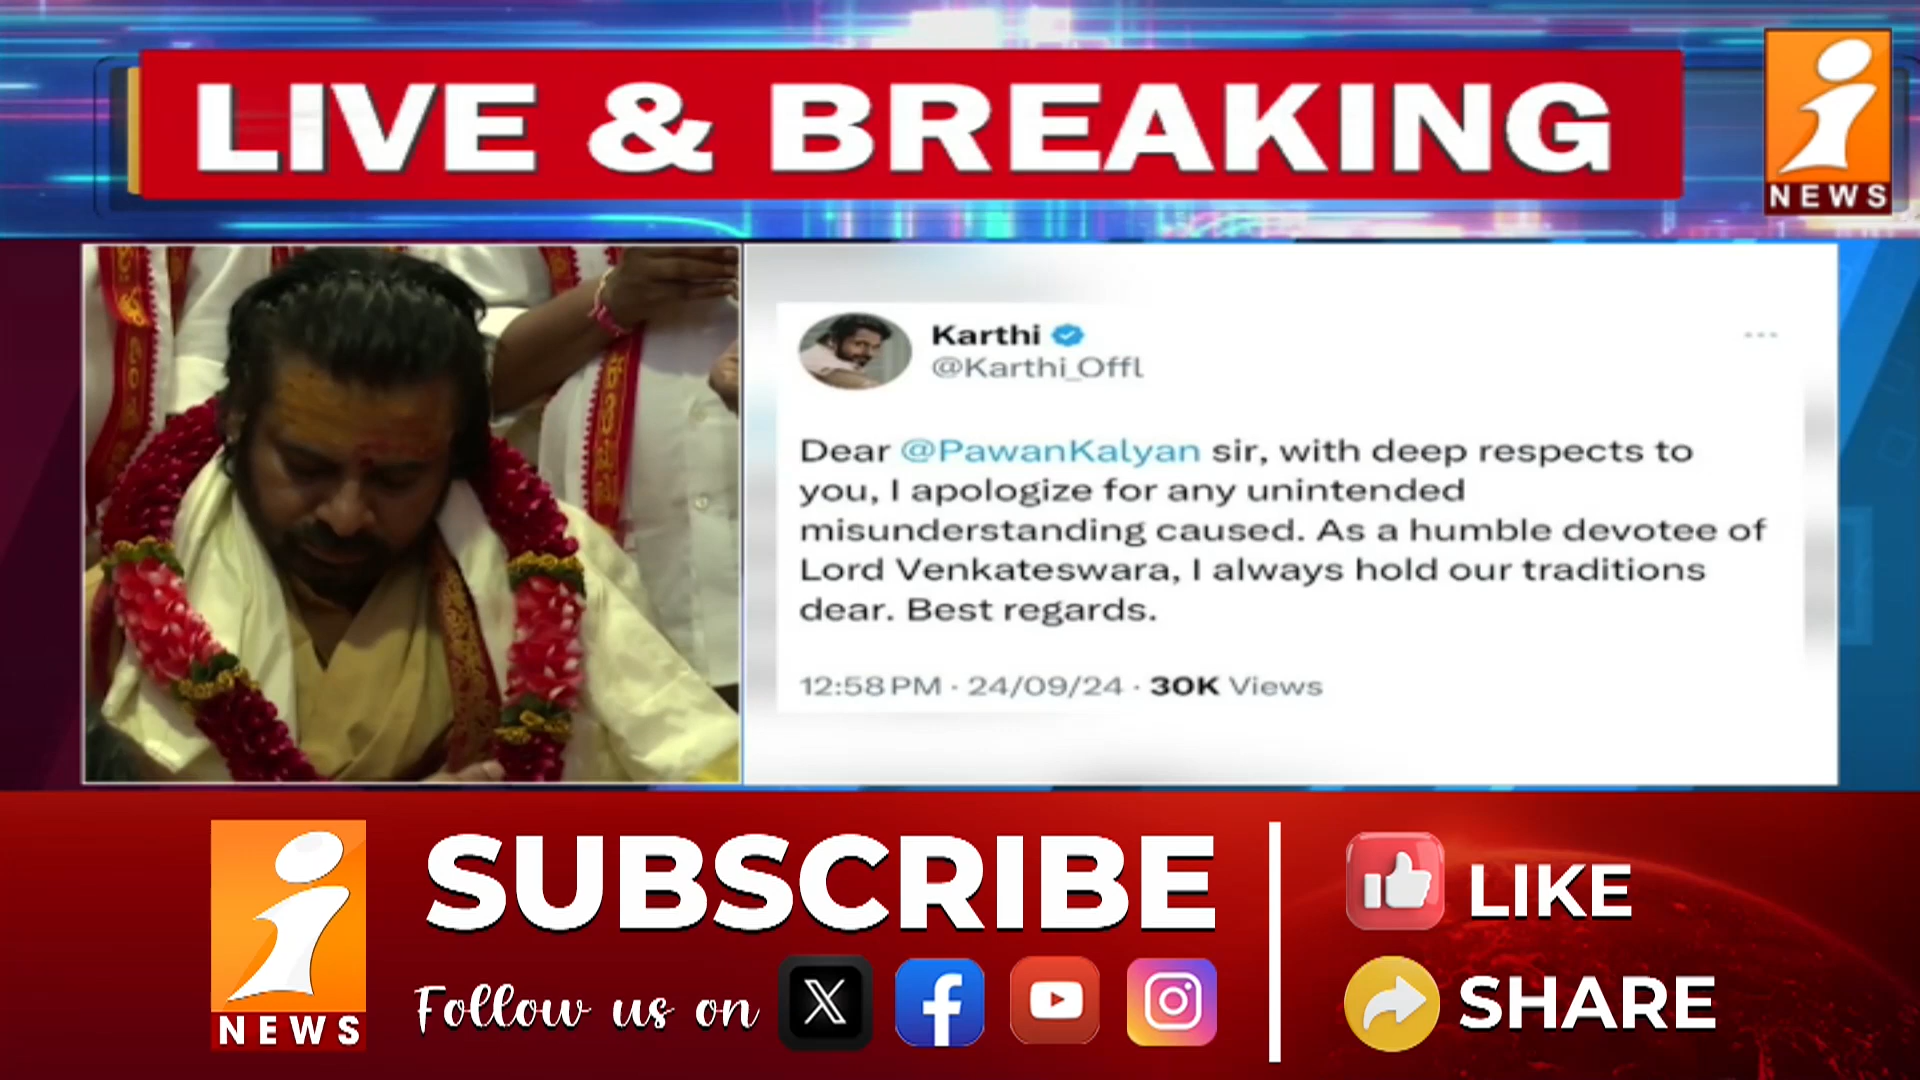 LIVE & BREAKING
i
NEWS
Karthi
@Karthi_Offl
Dear @PawanKalyan sir, with deep respects to
you, I apologize for any unintended
misunderstanding caused. As a humble devotee of
Lord Venkateswara, I always hold our traditions
dear. Best regards.
12:58 PM · 24/09/24 · 30K Views
i
NEWS
SUBSCRIBE
Follow us on
LIKE
SHARE